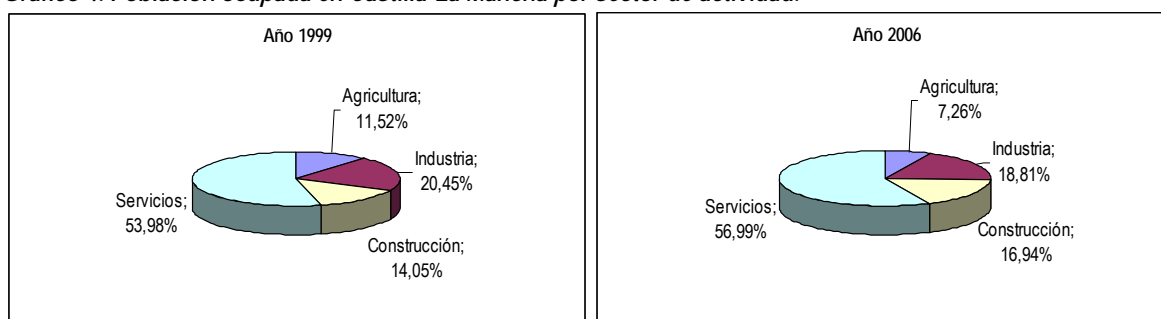 Año 1999
Agricultura;
11,52%
Industria;
20,45%
Servicios;
53,98%
Construcción;
14,05%
Año 2006
Agricultura;
7,26%
Industria;
18,81%
Servicios;
56,99%
Construcción;
16,94%